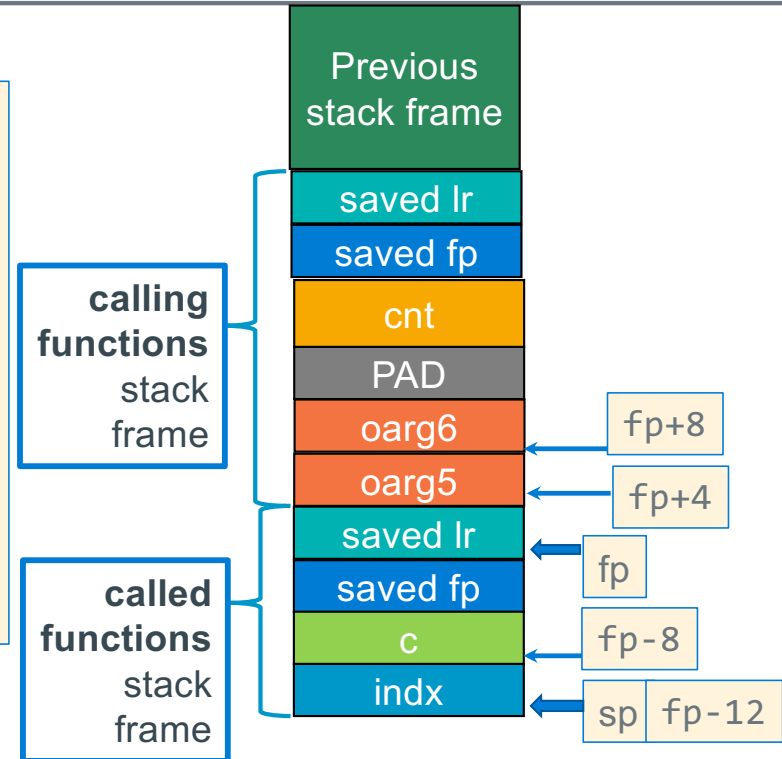 Previous
stack frame
saved lr
saved fp
calling
functions
stack
frame
cnt
PAD
oarg6
fp+8
oarg5
fp+4
saved lr
fp
saved fp
called
functions
stack
frame
c
fp-8
indx
sp
fp-12